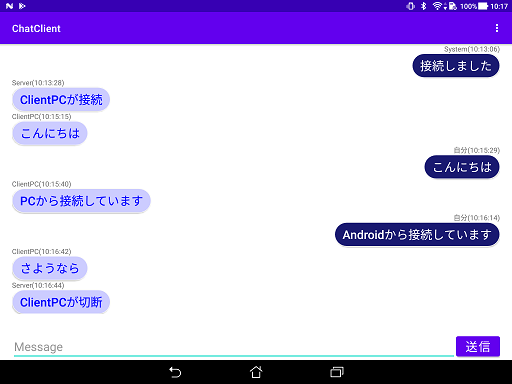 100% 10:17
ChatClient
System(10:13:06)
接続しました
Server(10:13:28)
ClientPCが接続
ClientPC(10:15:15)
こんにちは
自分(10:15:29)
こんにちは
ClientPC(10:15:40)
PCから接続しています
自分(10:16:14)
Androidから接続しています
ClientPC(10:16:42)
さようなら
Server(10:16:44)
ClientPCが切断
Message 送信